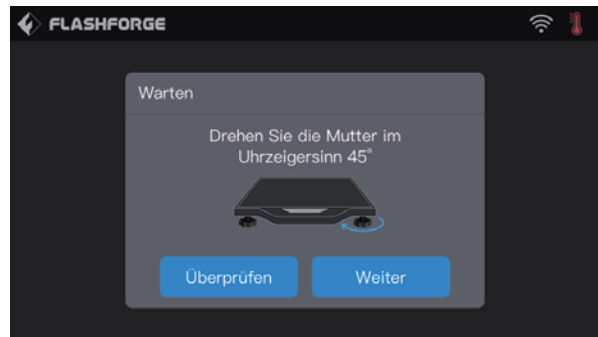 FLASHFORGE
Warten
Drehen Sie die Mutter im
Uhrzeigersinn 45°
Überprüfen
Weiter